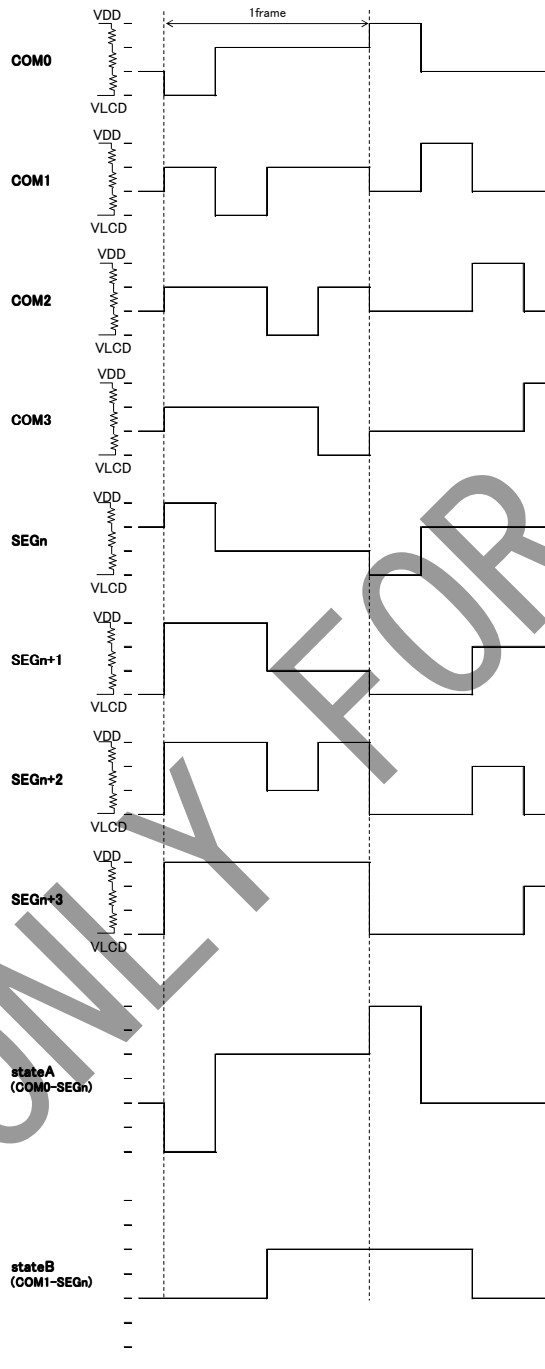 VDD
1frame
COM0
VLCD
VDD
COM1
VLCD
VDD
COM2
VLCD
VDD
COM3
VLCD
VDD
SEGn
VLCD
VDD
SEGn+1
VLCD
VDD
SEGn+2
VLCD
VDD
SEGn+3
VLCD
stateA
(COM0-SEGn)
stateB
(COM1-SEGn)
ONLY FOR